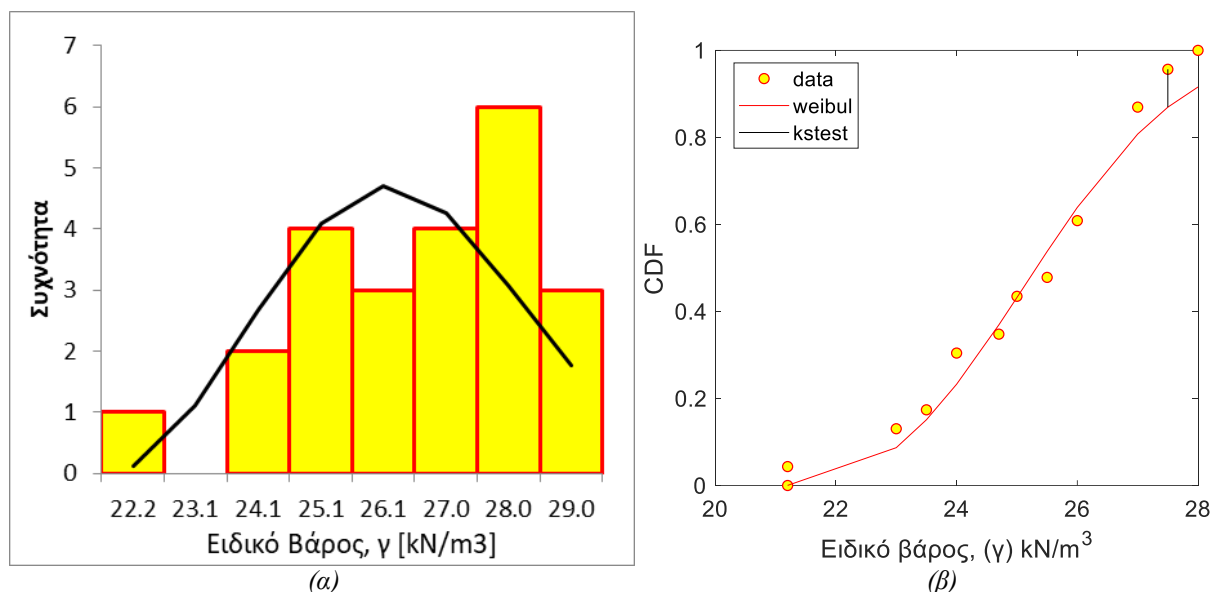 7
6
5
4
3
2
1
0
Συχνότητα
22.2 23.1 24.1 25.1 26.1 27.0 28.0 29.0
Ειδικό Βάρος, γ [kN/m3]
(α)
1
0.8
0.6
0.4
0.2
0
CDF
data
weibul
kstest
20 22 24 26 28
Ειδικό βάρος, (γ) kN/m³
(β)